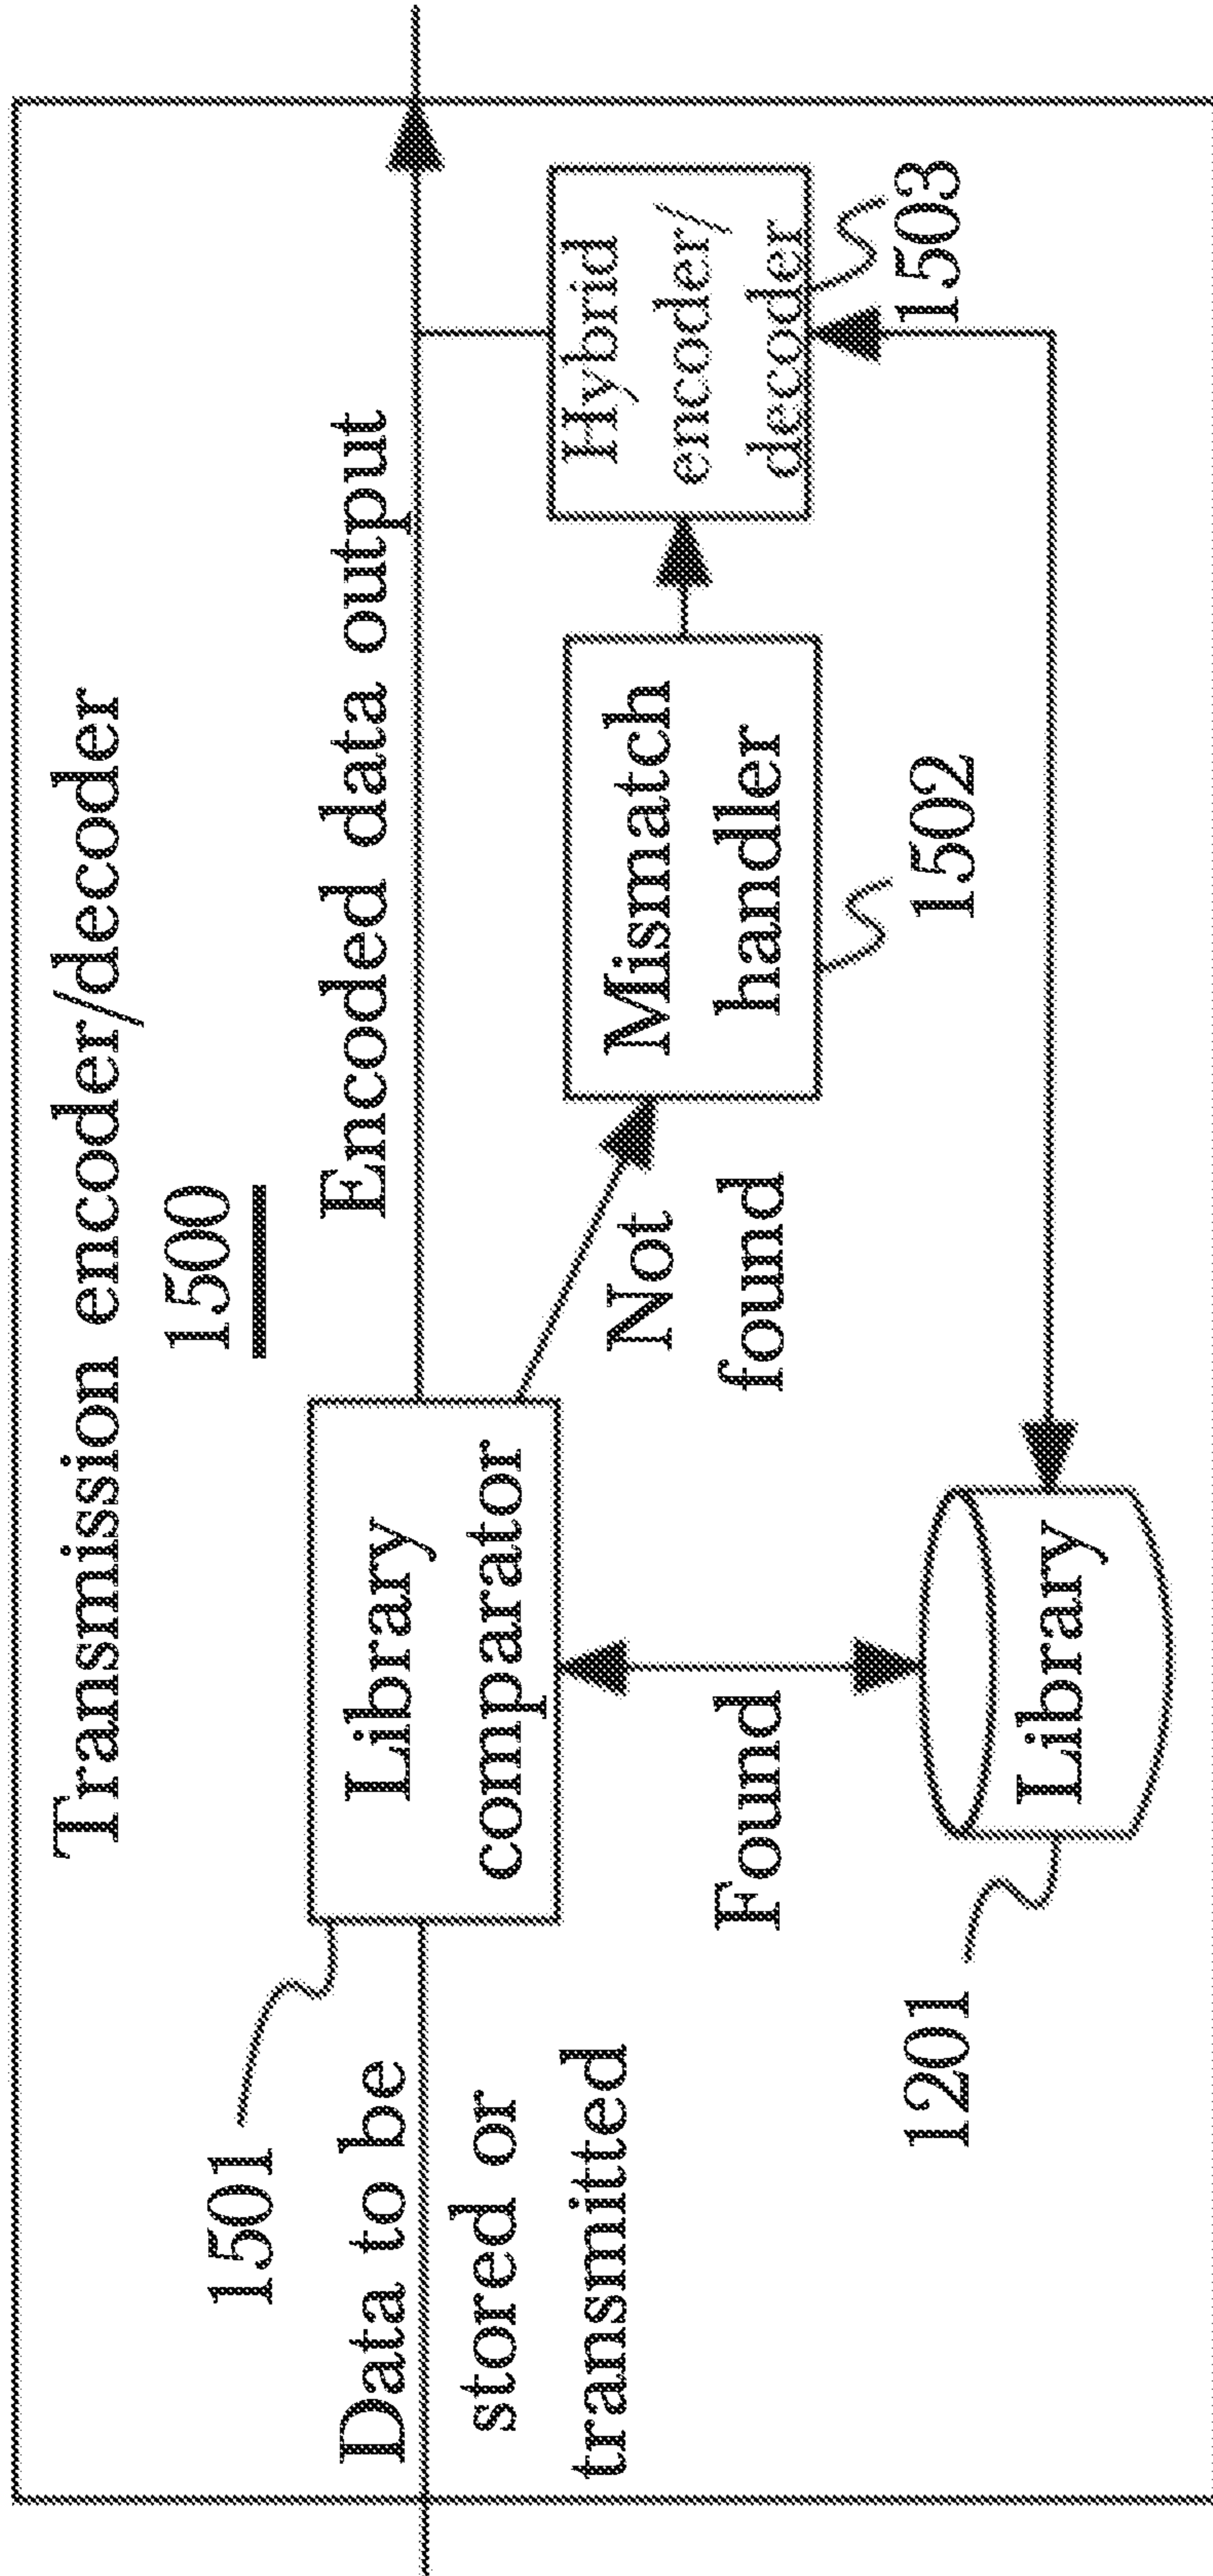 Transmission encoder/decoder
1500
1501
Data to be
stored or
transmitted
Library
comparator
Encoded data output
Not
found
Mismatch
handler
1502
Hybrid
encoder/
decoder
1503
Found
1201
Library